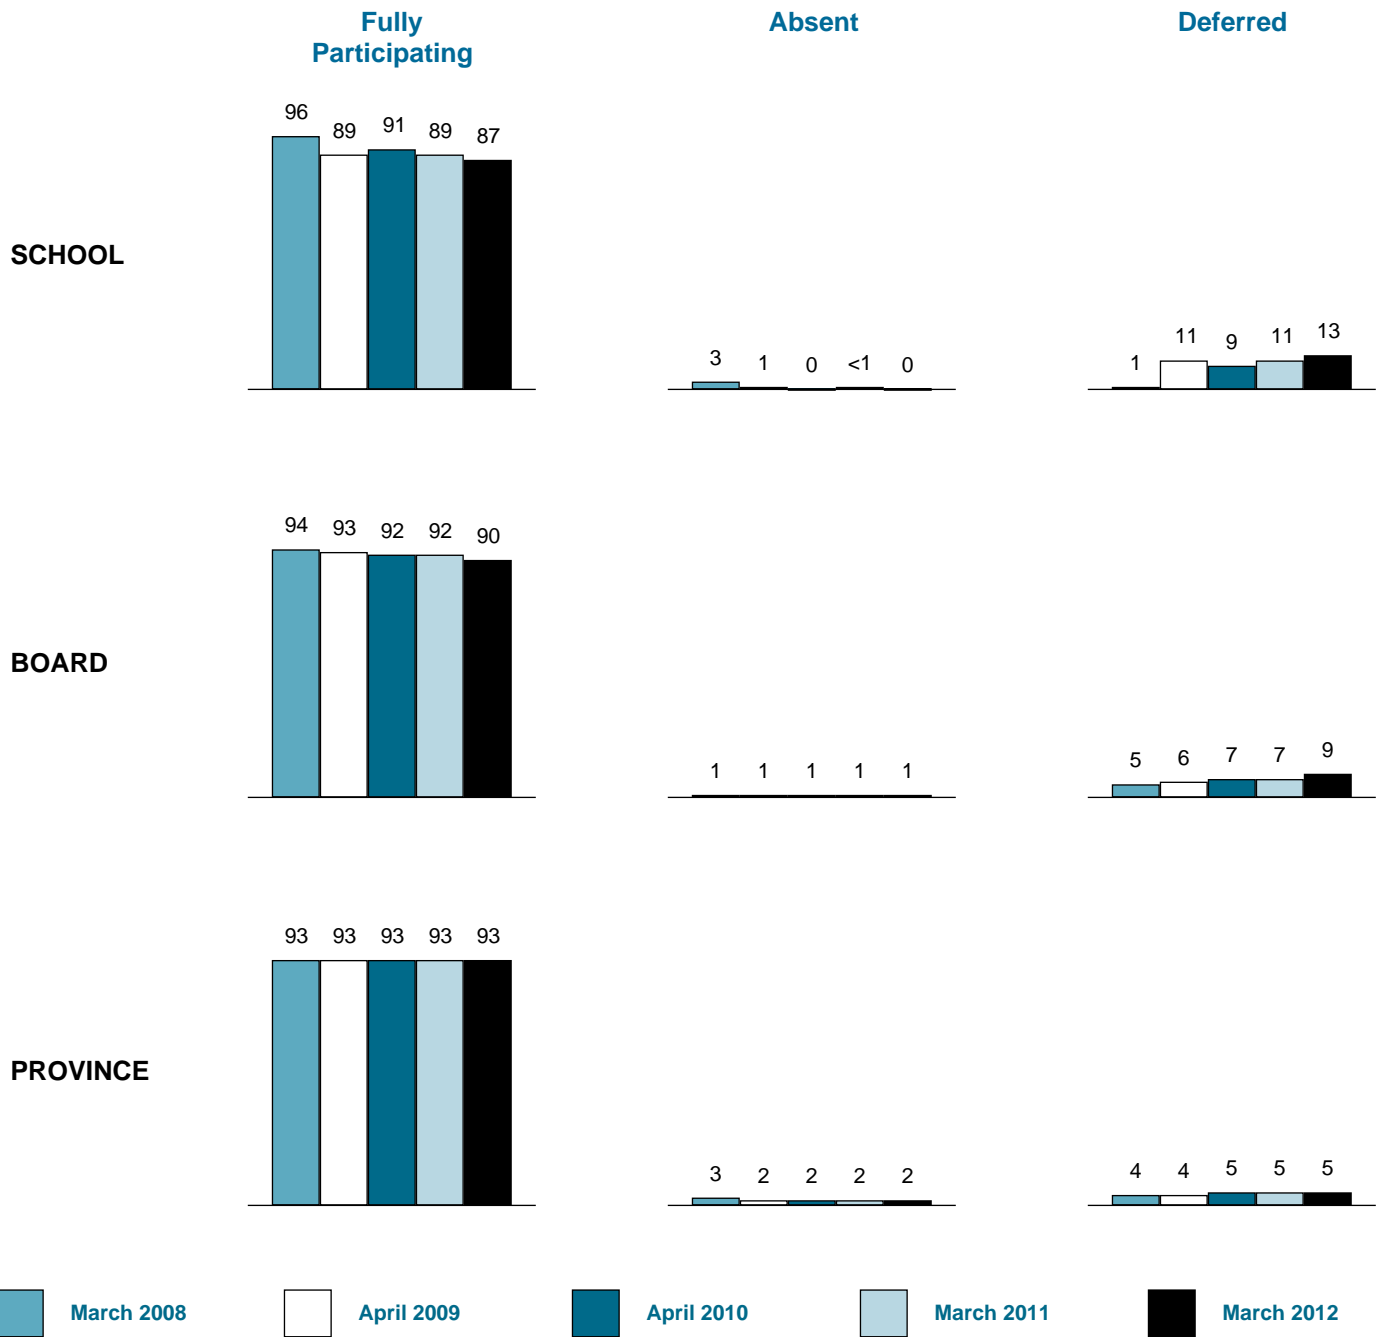 Fully
Participating
Absent
Deferred
SCHOOL
96 89 91 89 87
3 1 0 <1 0
1 11 9 11 13
BOARD
94 93 92 92 90
1 1 1 1 1
5 6 7 7 9
PROVINCE
93 93 93 93 93
3 2 2 2 2
4 4 5 5 5
March 2008
April 2009
April 2010
March 2011
March 2012